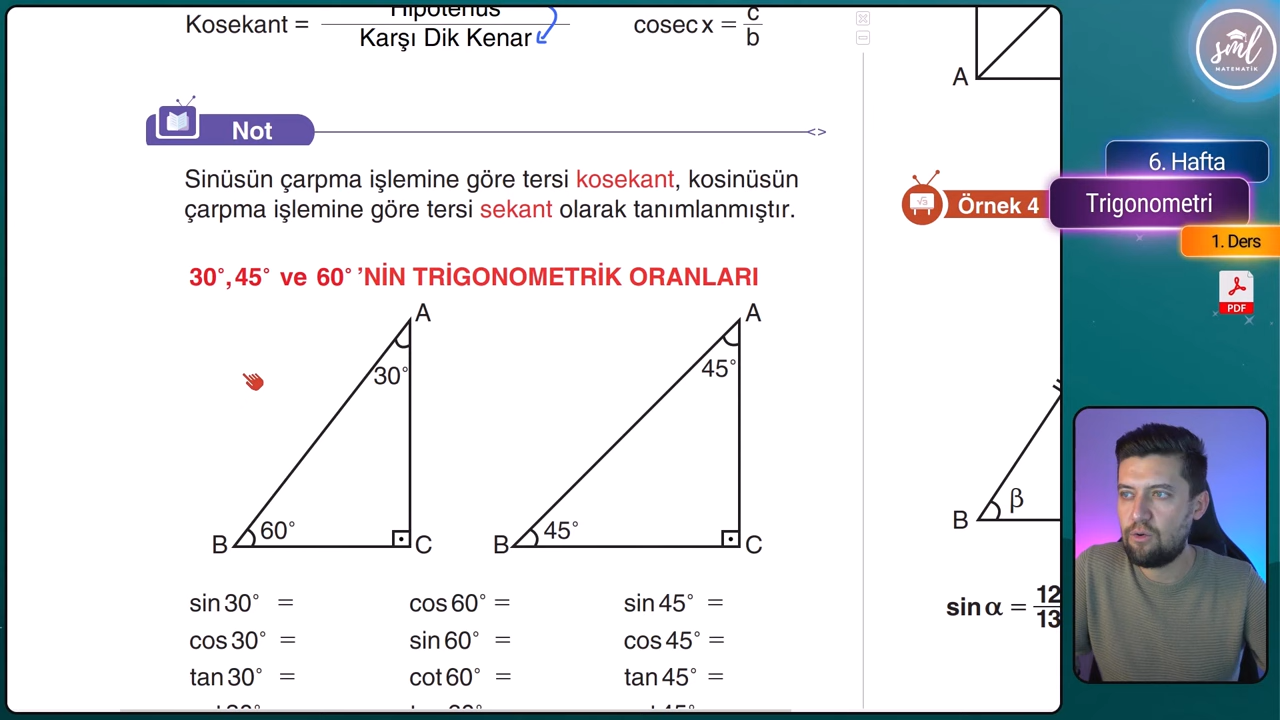 Hipotenüs
Kosekant =
Karşı Dik Kenar
cosec x = c/b
Not
Sinüsün çarpma işlemine göre tersi kosekant, kosinüsün
çarpma işlemine göre tersi sekant olarak tanımlanmıştır.
30°, 45° ve 60° 'NİN TRİGONOMETRİK ORANLARI
A
30°
60°
B
C
A
45°
45°
B
C
sin 30° =
cos 60° =
sin 45° =
cos 30° =
sin 60° =
cos 45° =
tan 30° =
cot 60° =
tan 45° =
A
√5
Örnek 4
B
β
sin α = 12/13
sml
MATEMATİK
6. Hafta
Trigonometri
1. Ders
PDF